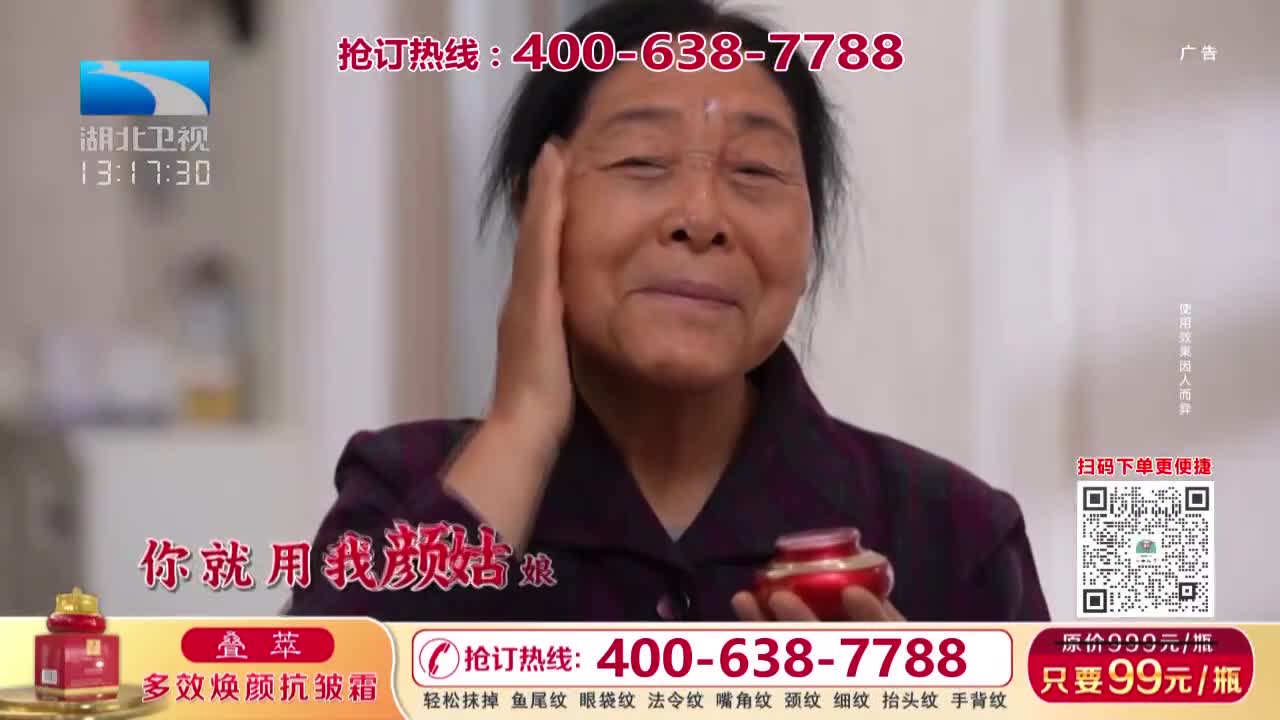 抢订热线：400-638-7788
广告
湖北卫视
13:17:30
使用效果因人而异
扫码下单更便捷
你就用我颜姑娘
叠萃
多效焕颜抗皱霜
抢订热线: 400-638-7788
轻松抹掉 鱼尾纹 眼袋纹 法令纹 嘴角纹 颈纹 细纹 抬头纹 手背纹
原价999元/瓶
只要99元/瓶